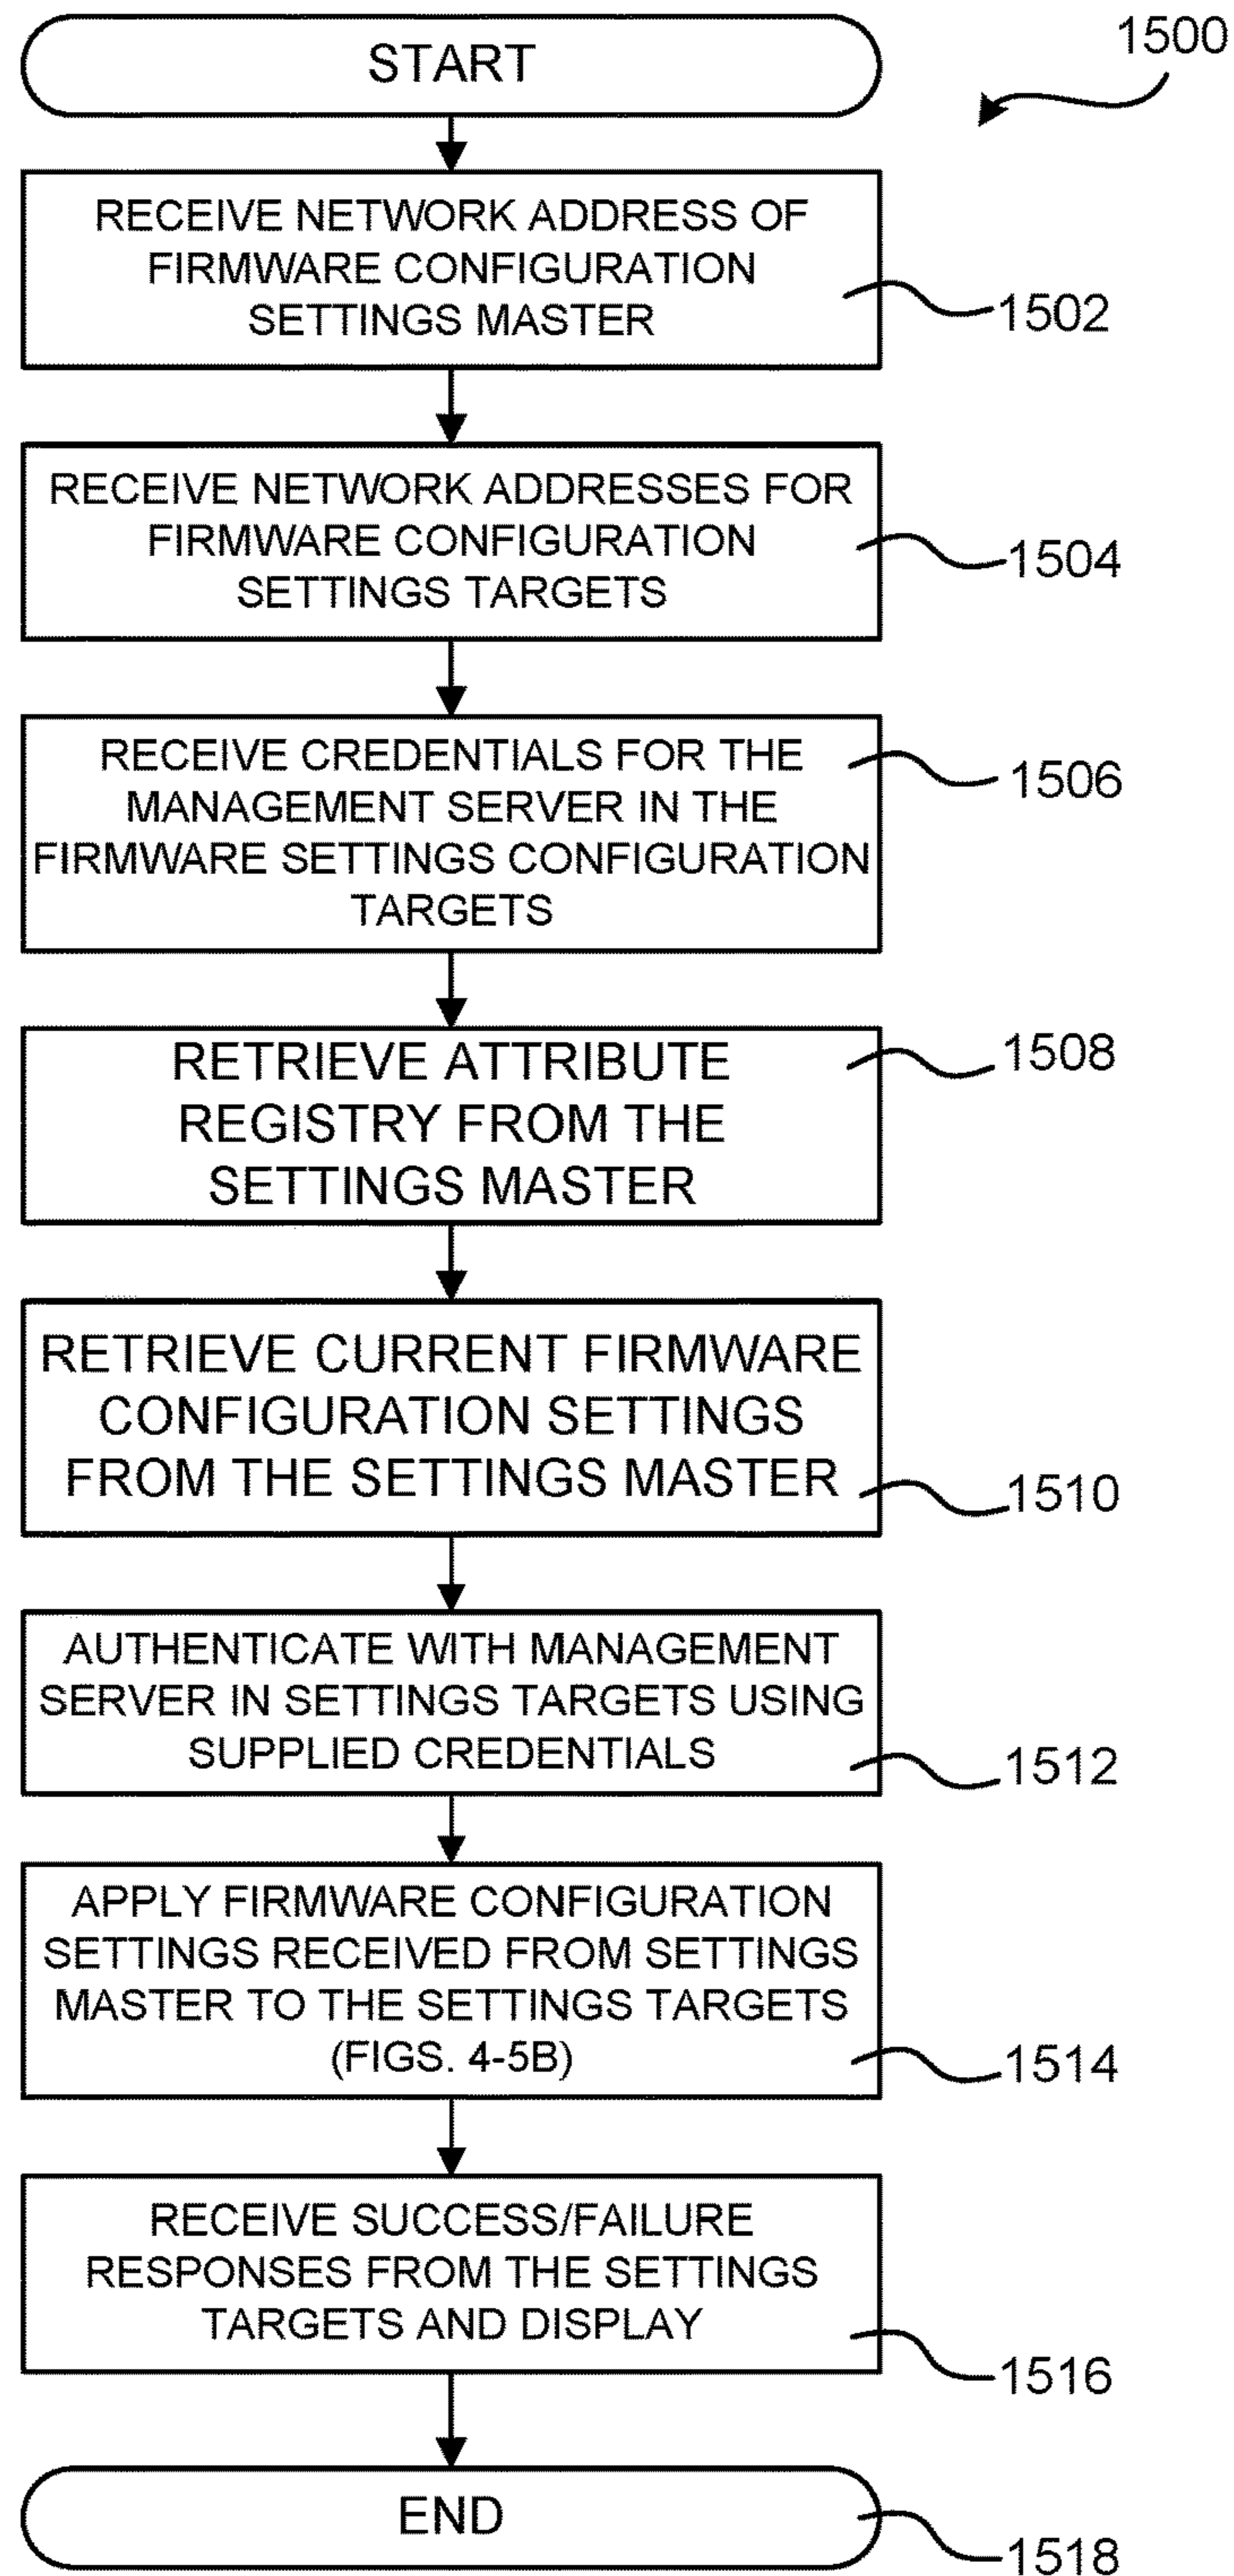 START
1500
RECEIVE NETWORK ADDRESS OF
FIRMWARE CONFIGURATION
SETTINGS MASTER
1502
RECEIVE NETWORK ADDRESSES FOR
FIRMWARE CONFIGURATION
SETTINGS TARGETS
1504
RECEIVE CREDENTIALS FOR THE
MANAGEMENT SERVER IN THE
FIRMWARE SETTINGS CONFIGURATION
TARGETS
1506
RETRIEVE ATTRIBUTE
REGISTRY FROM THE
SETTINGS MASTER
1508
RETRIEVE CURRENT FIRMWARE
CONFIGURATION SETTINGS
FROM THE SETTINGS MASTER
1510
AUTHENTICATE WITH MANAGEMENT
SERVER IN SETTINGS TARGETS USING
SUPPLIED CREDENTIALS
1512
APPLY FIRMWARE CONFIGURATION
SETTINGS RECEIVED FROM SETTINGS
MASTER TO THE SETTINGS TARGETS
(FIGS. 4-5B)
1514
RECEIVE SUCCESS/FAILURE
RESPONSES FROM THE SETTINGS
TARGETS AND DISPLAY
1516
END
1518